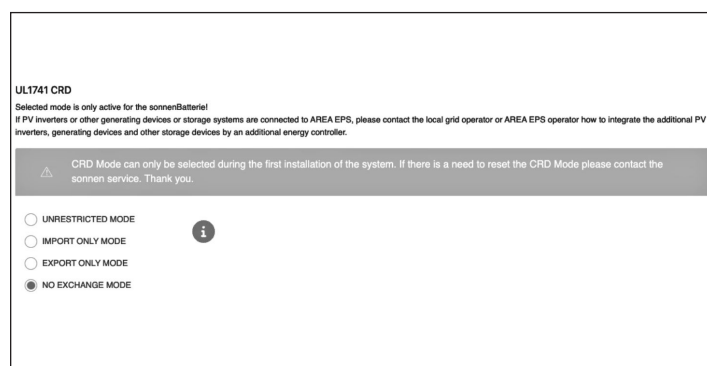 UL1741 CRD
Selected mode is only active for the sonnenBatterie!
If PV inverters or other generating devices or storage systems are connected to AREA EPS, please contact the local grid operator or AREA EPS operator how to integrate the additional PV
inverters, generating devices and other storage devices by an additional energy controller.
CRD Mode can only be selected during the first installation of the system. If there is a need to reset the CRD Mode please contact the
sonnen service. Thank you.
UNRESTRICTED MODE
IMPORT ONLY MODE
EXPORT ONLY MODE
NO EXCHANGE MODE